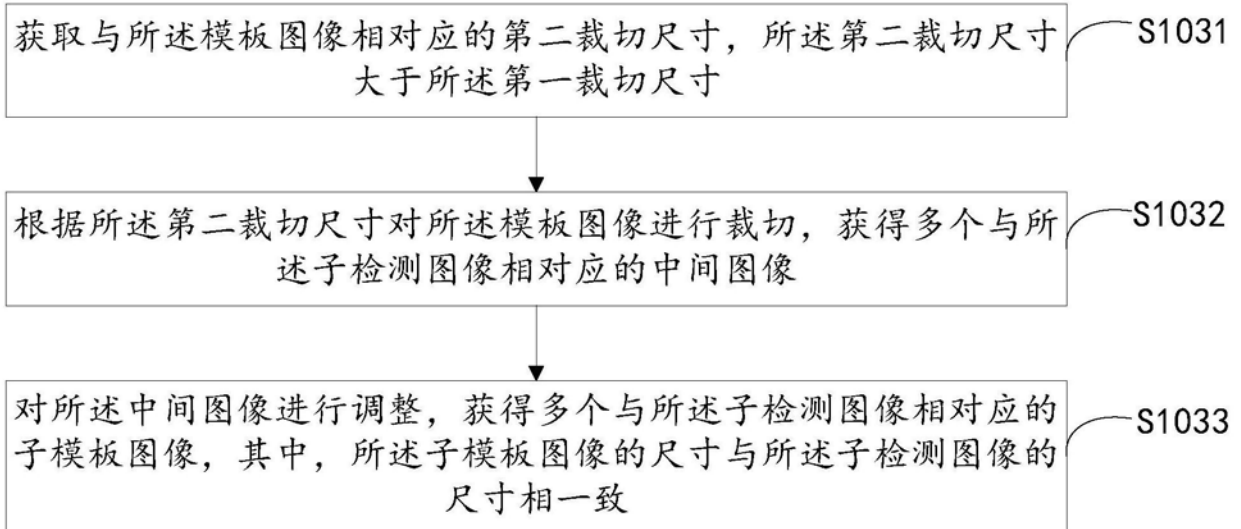 获取与所述模板图像相对应的第二裁切尺寸，所述第二裁切尺寸
大于所述第一裁切尺寸
S1031
根据所述第二裁切尺寸对所述模板图像进行裁切，获得多个与所
述子检测图像相对应的中间图像
S1032
对所述中间图像进行调整，获得多个与所述子检测图像相对应的
子模板图像，其中，所述子模板图像的尺寸与所述子检测图像的
尺寸相一致
S1033